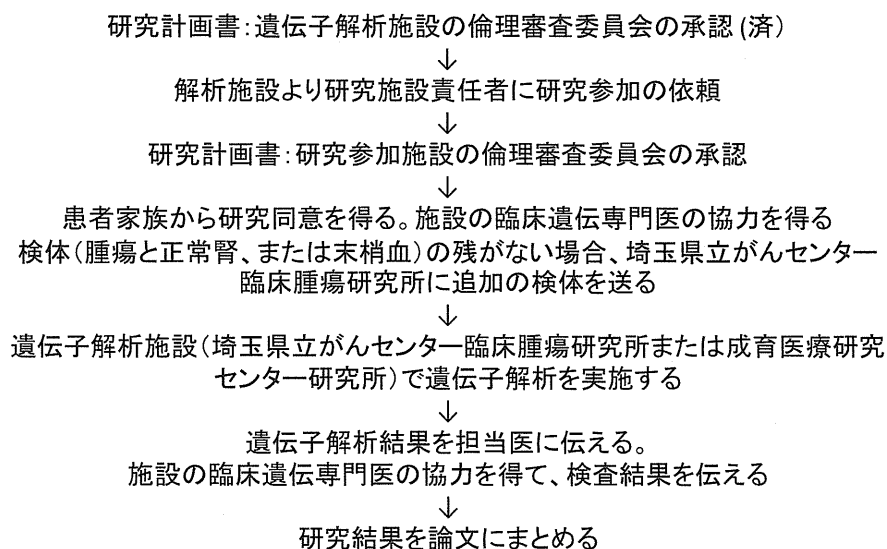 研究計画書：遺伝子解析施設の倫理審査委員会の承認(済）
↓
解析施設より研究施設責任者に研究参加の依頼
↓
研究計画書：研究参加施設の倫理審査委員会の承認
↓
患者家族から研究同意を得る。施設の臨床遺伝専門医の協力を得る
検体（腫瘍と正常腎、または末梢血）の残がない場合、埼玉県立がんセンター
臨床腫瘍研究所に追加の検体を送る
↓
遺伝子解析施設（埼玉県立がんセンター臨床腫瘍研究所または成育医療研究
センター研究所）で遺伝子解析を実施する
↓
遺伝子解析結果を担当医に伝える。
施設の臨床遺伝専門医の協力を得て、検査結果を伝える
↓
研究結果を論文にまとめる